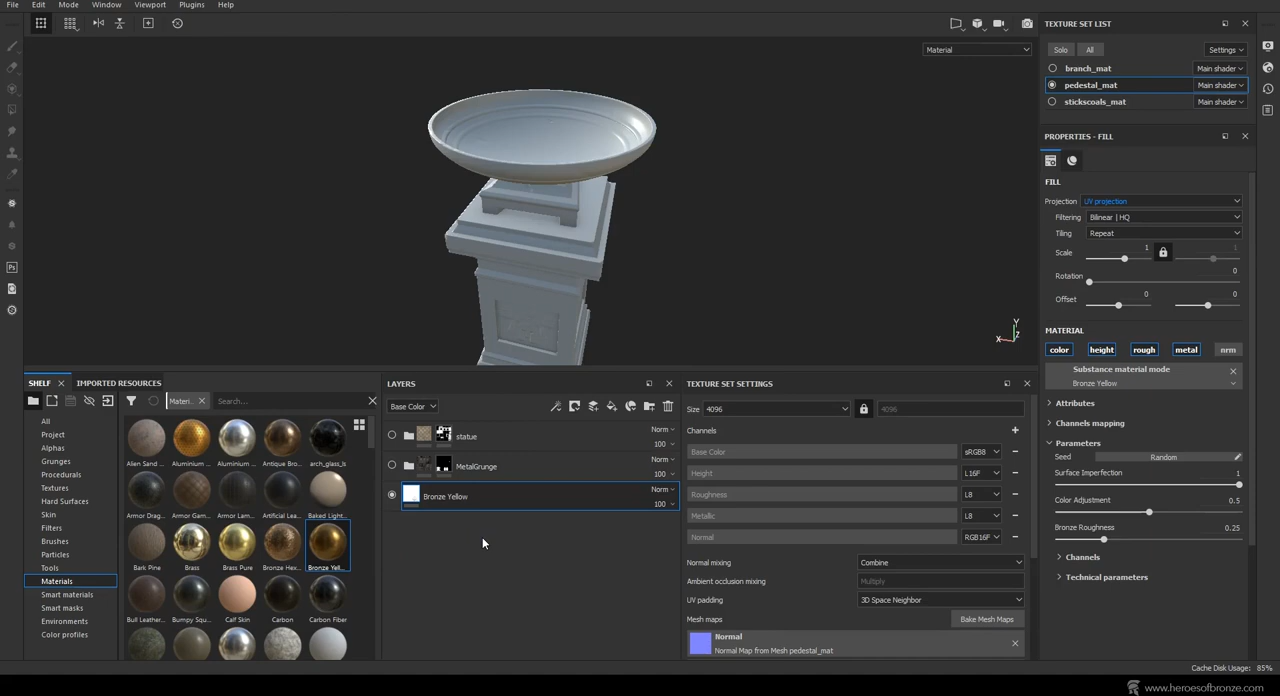 File Edit Mode Window Viewport Plugins Help
Material
TEXTURE SET LIST
Solo All Settings
branch_mat Main shader
pedestal_mat Main shader
stickscoals_mat Main shader
PROPERTIES - FILL
FILL
Projection UV projection
Filtering Bilinear | HQ
Tiling Repeat
Scale 1 1
Rotation 0
Offset 0 0
MATERIAL
color height rough metal nrm
Substance material mode
Bronze Yellow
Attributes
Channels mapping
Parameters
Seed Random
Surface Imperfection 1
Color Adjustment 0.5
Bronze Roughness 0.25
Channels
Technical parameters
Y
X Z
SHELF IMPORTED RESOURCES
Materi... Search...
All
Project
Alphas
Grunges
Procedurals
Textures
Hard Surfaces
Skin
Filters
Brushes
Particles
Tools
Materials
Smart materials
Smart masks
Environments
Color profiles
Alien Sand ... Aluminium ... Aluminium ... Antique Bro... arch_glass_ls
Armor Drag... Armor Gam... Armor Lam... Artificial Lea... Baked Light...
Bark Pine Brass Brass Pure Bronze Hex... Bronze Yell...
Bull Leather... Bumpy Squ... Calf Skin Carbon Carbon Fiber
LAYERS
Base Color
statue Norm 100
MetalGrunge Norm 100
Bronze Yellow Norm 100
TEXTURE SET SETTINGS
Size 4096 4096
Channels
Base Color sRGB8
Height L16F
Roughness L8
Metallic L8
Normal RGB16F
Normal mixing Combine
Ambient occlusion mixing Multiply
UV padding 3D Space Neighbor
Mesh maps Bake Mesh Maps
Normal
Normal Map from Mesh pedestal_mat
Cache Disk Usage: 85%
www.heroesofbronze.com